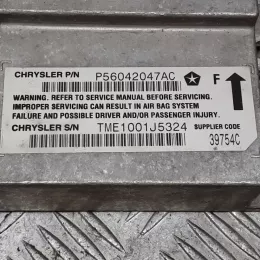 CHRYSLER P/N P56042047AC
F
WARNING. REFER TO SERVICE MANUAL BEFORE SERVICING.
IMPROPER SERVICING CAN RESULT IN AIR BAG SYSTEM
FAILURE AND POSSIBLE DRIVER AND/OR PASSENGER INJURY.
CHRYSLER S/N TME1001J5324 SUPPLIER CODE
39754C